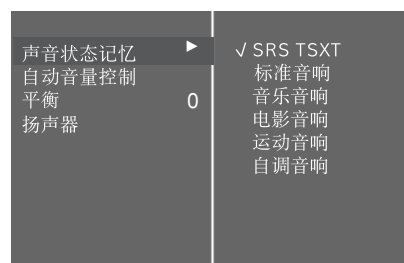 声音状态记忆 ▶
自动音量控制
平衡 0
扬声器
√ SRS TSXT
标准音响
音乐音响
电影音响
运动音响
自调音响